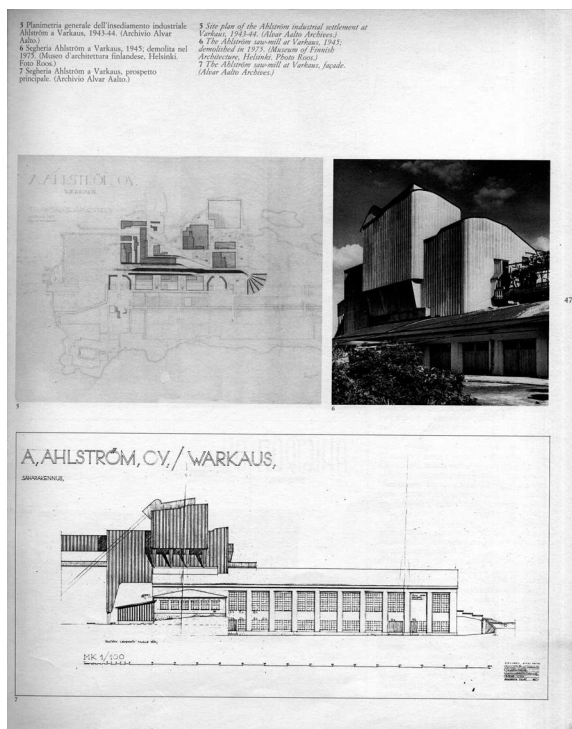 5 Planimetria generale dell'insediamento industriale
Ahlström a Varkaus, 1943-44. (Archivio Alvar
Aalto.)
6 Segheria Ahlström a Varkaus, 1945; demolita nel
1975. (Museo d'architettura finlandese, Helsinki.
Foto Roos.)
7 Segheria Ahlström a Varkaus, prospetto
principale. (Archivio Alvar Aalto.)
5 Site plan of the Ahlström industrial settlement at
Varkaus, 1943-44. (Alvar Aalto Archives.)
6 The Ahlström saw-mill at Varkaus, 1945;
demolished in 1975. (Museum of Finnish
Architecture, Helsinki. Photo Roos.)
7 The Ahlström saw-mill at Varkaus, façade.
(Alvar Aalto Archives.)
A. AHLSTRÖM OY.
47
5
6
A, AHLSTRÖM, OY, / WARKAUS,
SAHARAKENNUS,
MK 1/100
7